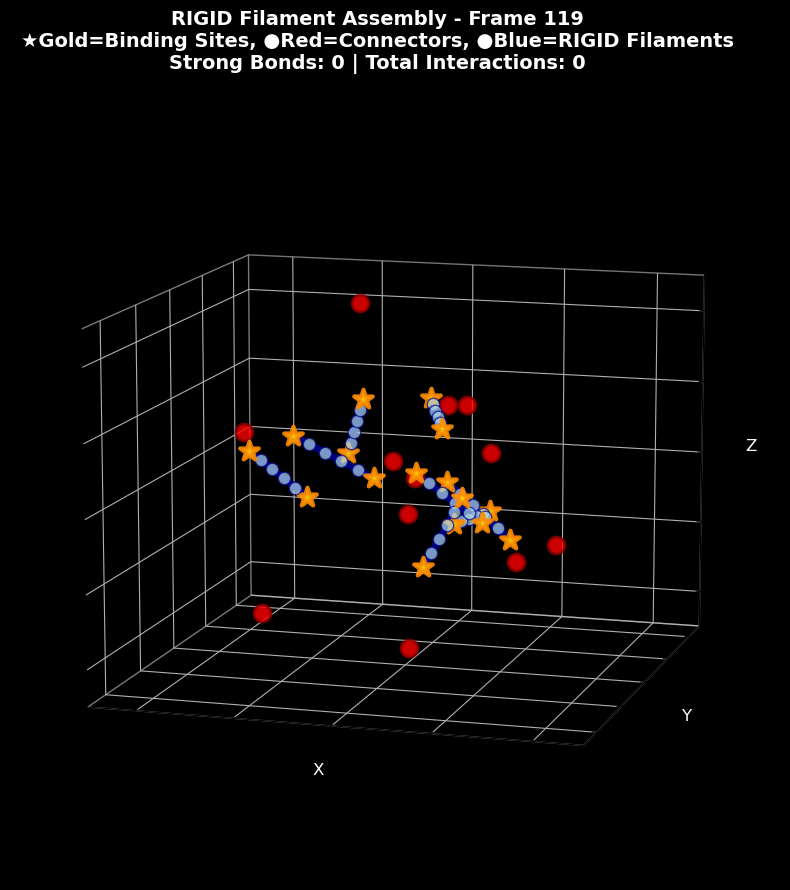 RIGID Filament Assembly - Frame 119
★Gold=Binding Sites, ●Red=Connectors, ●Blue=RIGID Filaments
Strong Bonds: 0 | Total Interactions: 0
Z
Y
X